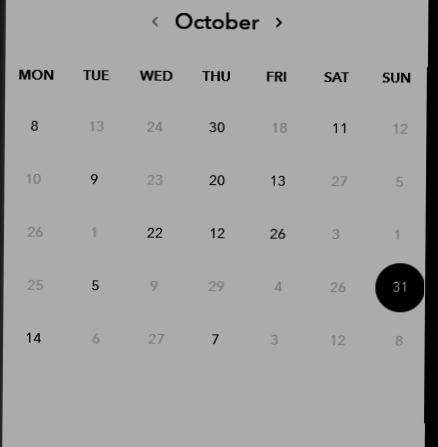 ‹ October ›
MON TUE WED THU FRI SAT SUN
8 13 24 30 18 11 12
10 9 23 20 13 27 5
26 1 22 12 26 3 1
25 5 9 29 4 26 31
14 6 27 7 3 12 8